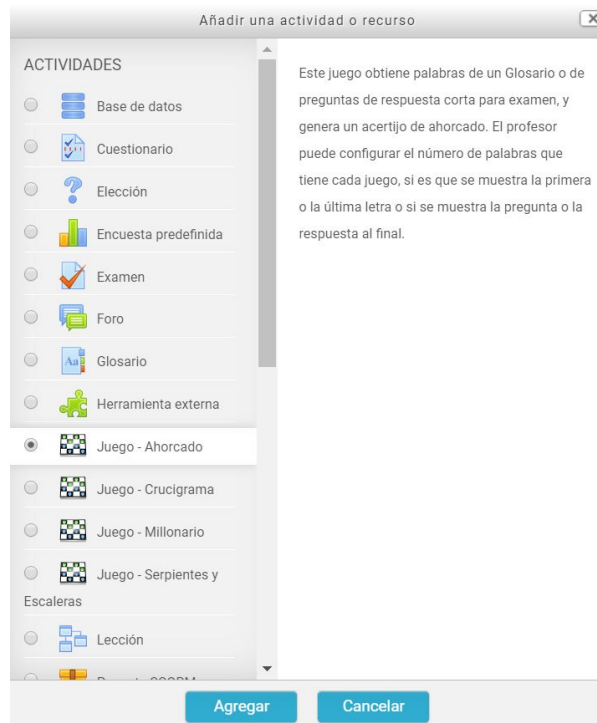 Añadir una actividad o recurso
ACTIVIDADES
Base de datos
Cuestionario
Elección
Encuesta predefinida
Examen
Foro
Glosario
Herramienta externa
Juego - Ahorcado
Juego - Crucigrama
Juego - Millonario
Juego - Serpientes y
Escaleras
Lección
Este juego obtiene palabras de un Glosario o de
preguntas de respuesta corta para examen, y
genera un acertijo de ahorcado. El profesor
puede configurar el número de palabras que
tiene cada juego, si es que se muestra la primera
o la última letra o si se muestra la pregunta o la
respuesta al final.
Agregar
Cancelar